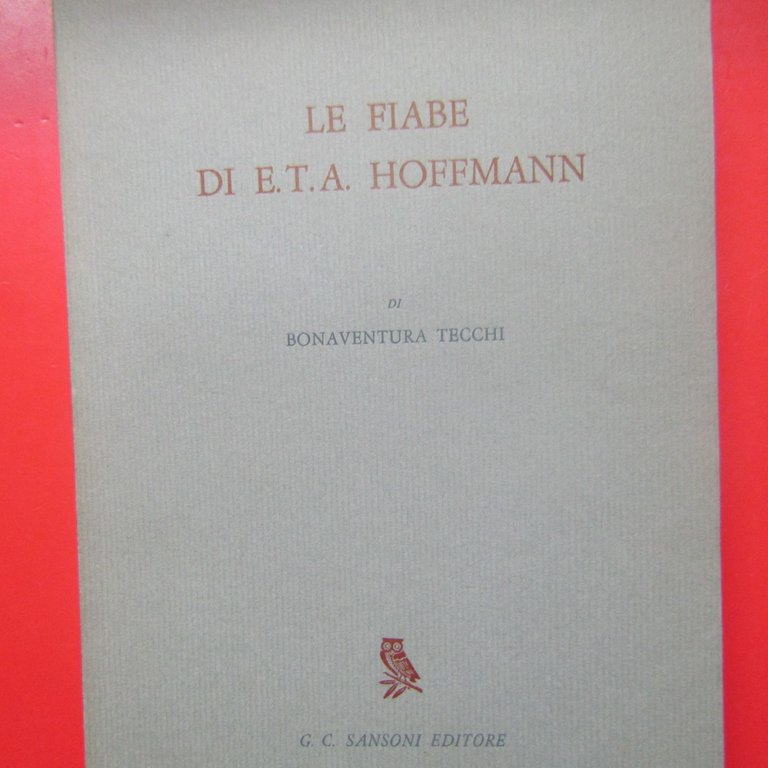 LE FIABE
DI E.T.A. HOFFMANN
DI
BONAVENTURA TECCHI
G. C. SANSONI EDITORE